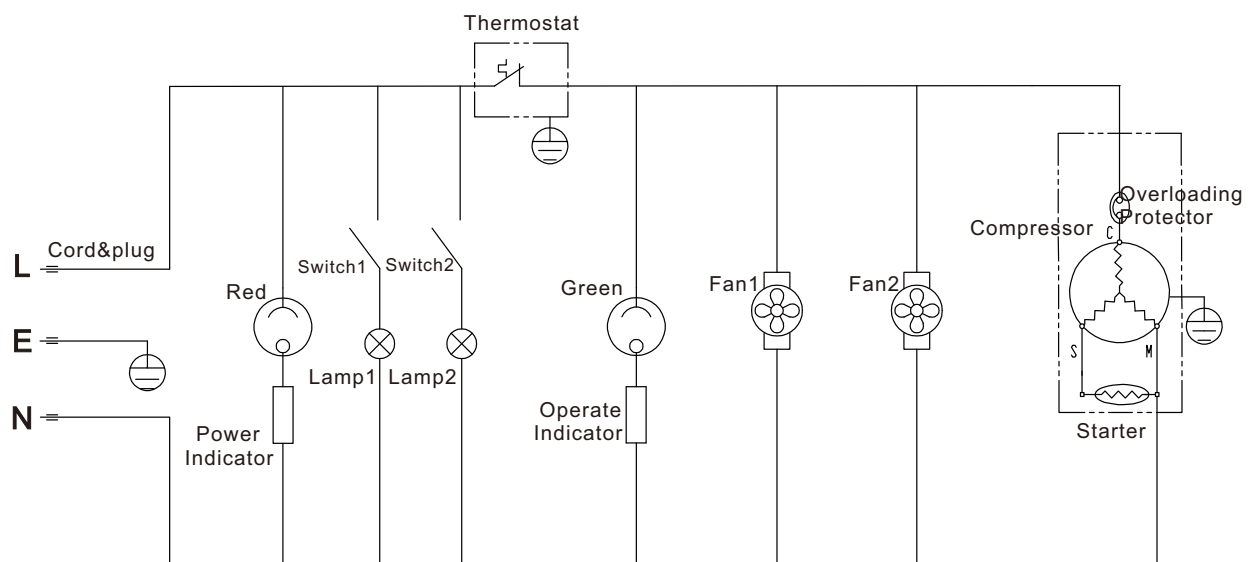 Thermostat
Overloading
Protector
Compressor
C
L
Cord&plug
Switch1
Switch2
Red
Green
Fan1
Fan2
E
S
M
Lamp1
Lamp2
N
Operate
Indicator
Power
Indicator
Starter